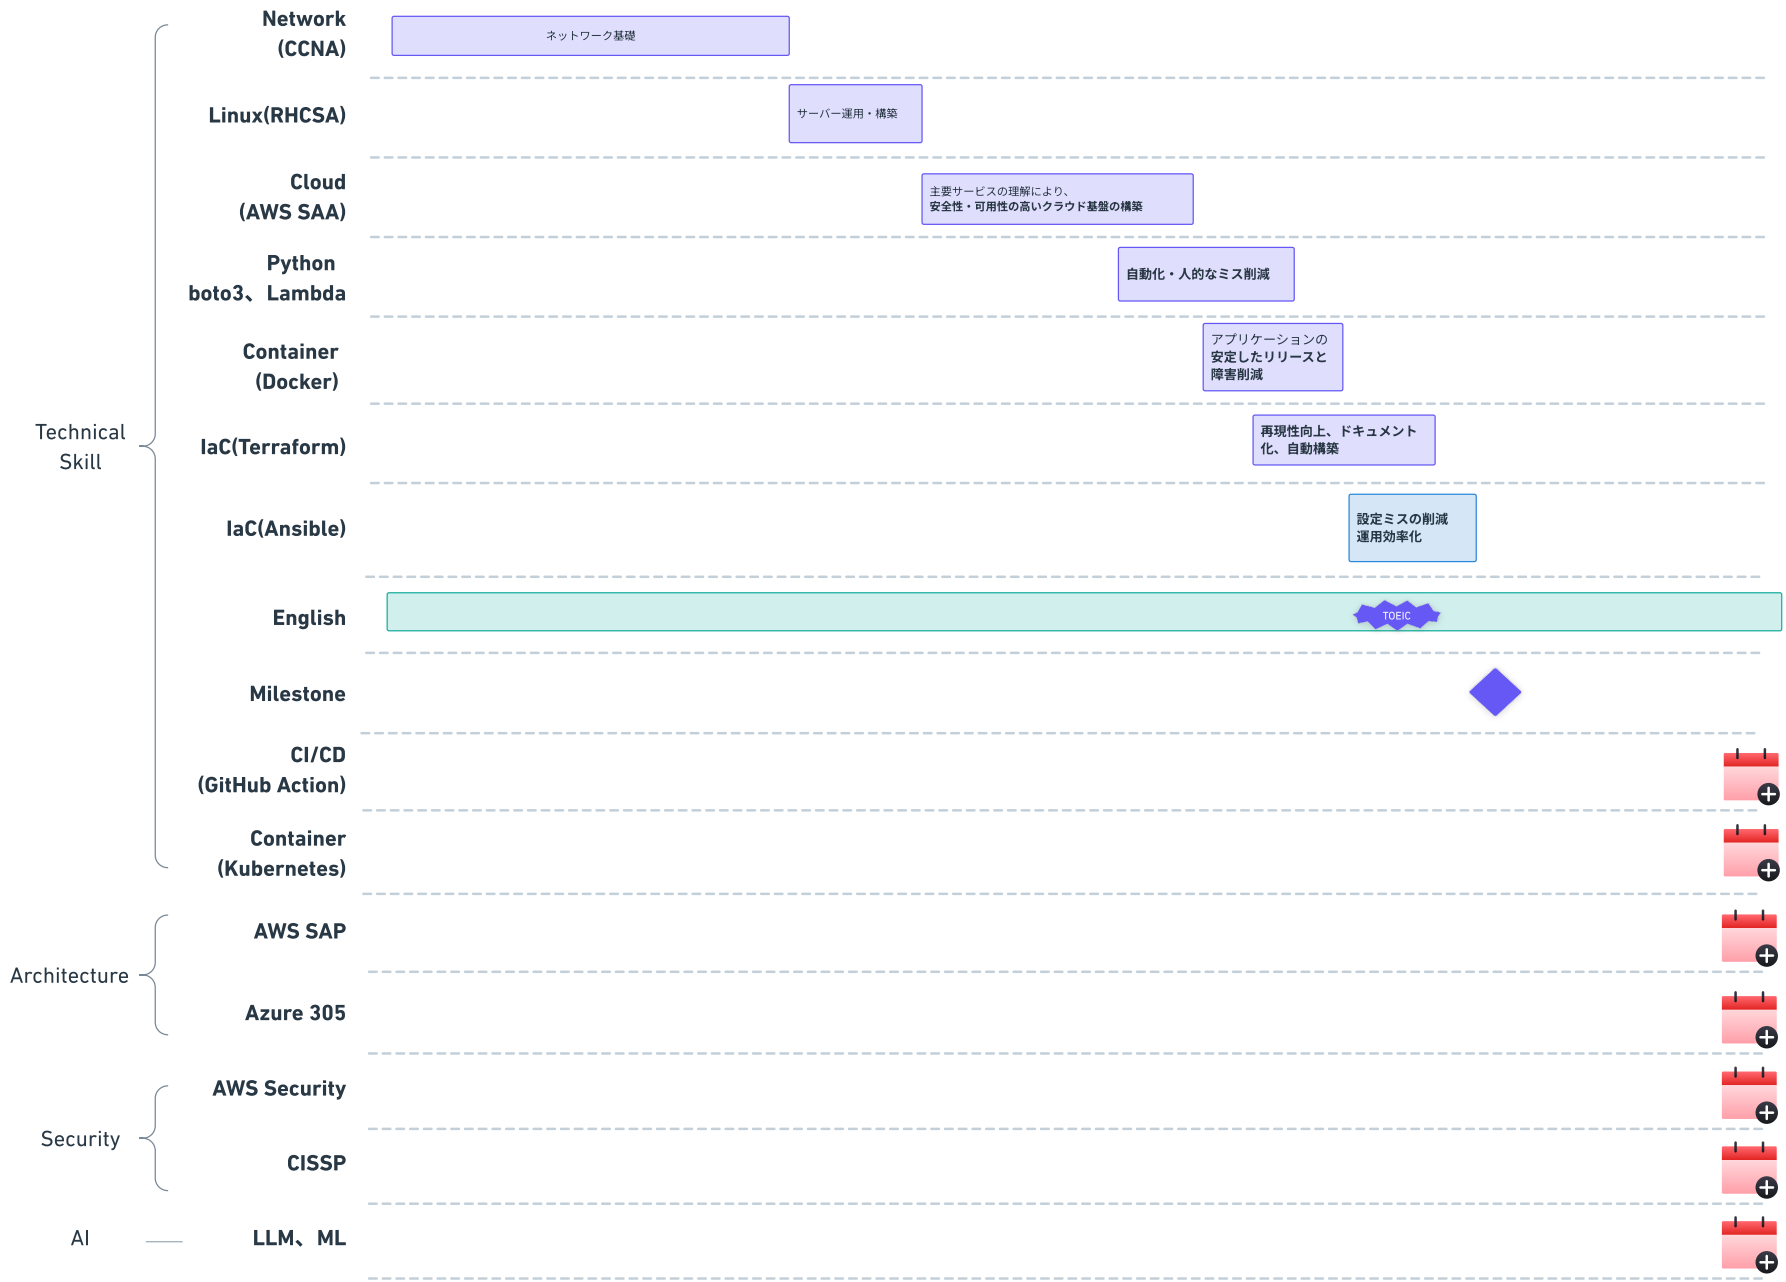 Network
(CCNA)
ネットワーク基礎
Linux(RHCSA)
サーバー運用・構築
Cloud
(AWS SAA)
主要サービスの理解により、
安全性・可用性の高いクラウド基盤の構築
Python
boto3、Lambda
自動化・人的なミス削減
Container
(Docker)
アプリケーションの
安定したリリースと
障害削減
Technical
Skill
IaC(Terraform)
再現性向上、ドキュメント
化、自動構築
IaC(Ansible)
設定ミスの削減
運用効率化
English
TOEIC
Milestone
CI/CD
(GitHub Action)
Container
(Kubernetes)
Architecture
AWS SAP
Azure 305
Security
AWS Security
CISSP
AI
LLM、ML